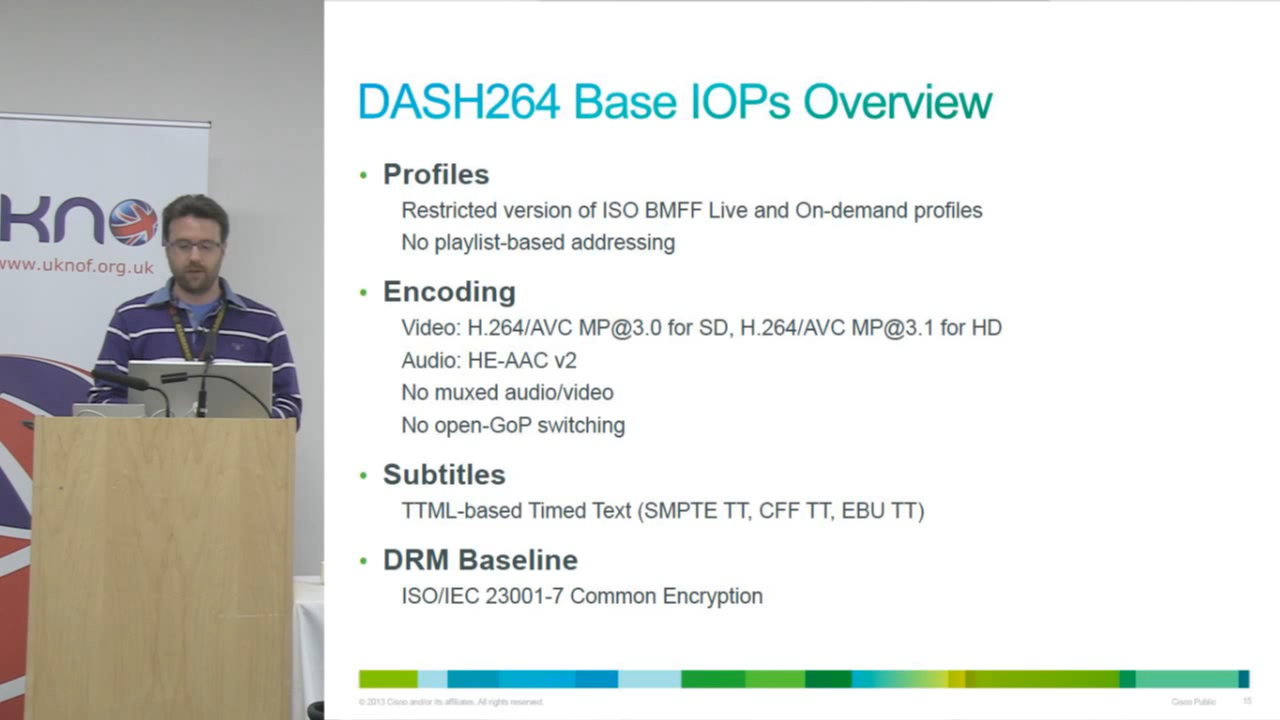 KNO
www.uknof.org.uk
DASH264 Base IOPs Overview
• Profiles
Restricted version of ISO BMFF Live and On-demand profiles
No playlist-based addressing
• Encoding
Video: H.264/AVC MP@3.0 for SD, H.264/AVC MP@3.1 for HD
Audio: HE-AAC v2
No muxed audio/video
No open-GoP switching
• Subtitles
TTML-based Timed Text (SMPTE TT, CFF TT, EBU TT)
• DRM Baseline
ISO/IEC 23001-7 Common Encryption
© 2013 Cisco and/or its affiliates. All rights reserved.
Cisco Public
15